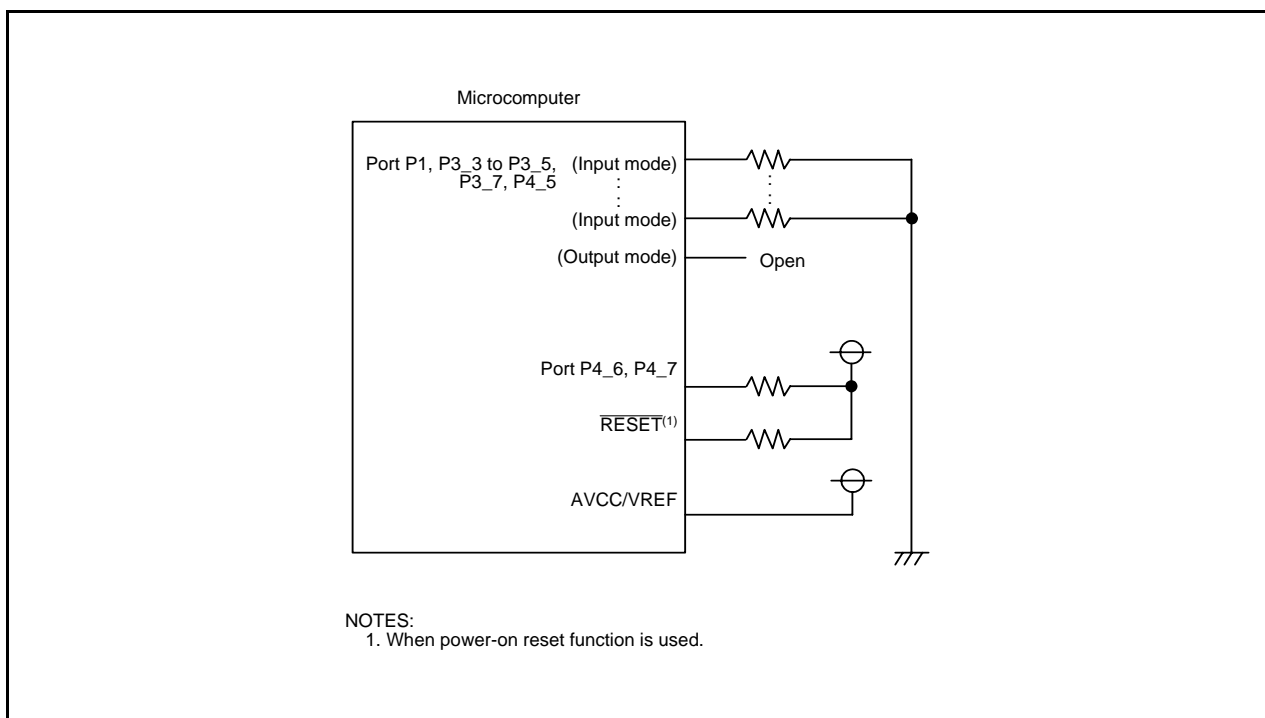 Microcomputer
Port P1, P3_3 to P3_5, (Input mode)
P3_7, P4_5
(Input mode)
(Output mode) Open
Port P4_6, P4_7
RESET(1)
AVCC/VREF
NOTES:
1. When power-on reset function is used.